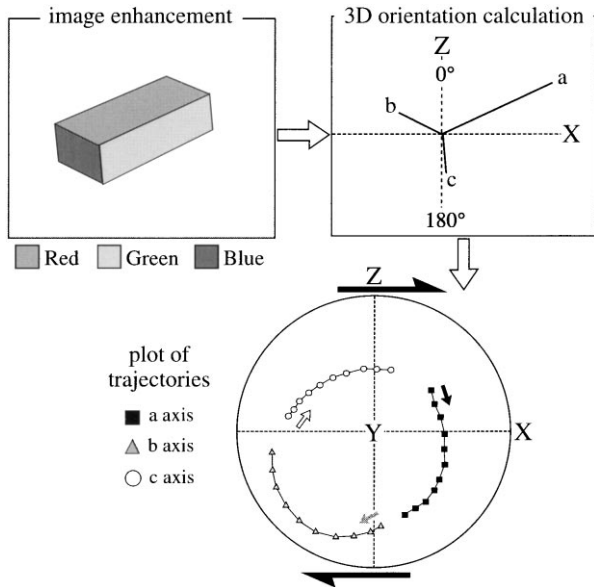 image enhancement
3D orientation calculation
Z
0°
a
b
X
c
180°
Red Green Blue
Z
plot of
trajectories
a axis
b axis
c axis
Y
X